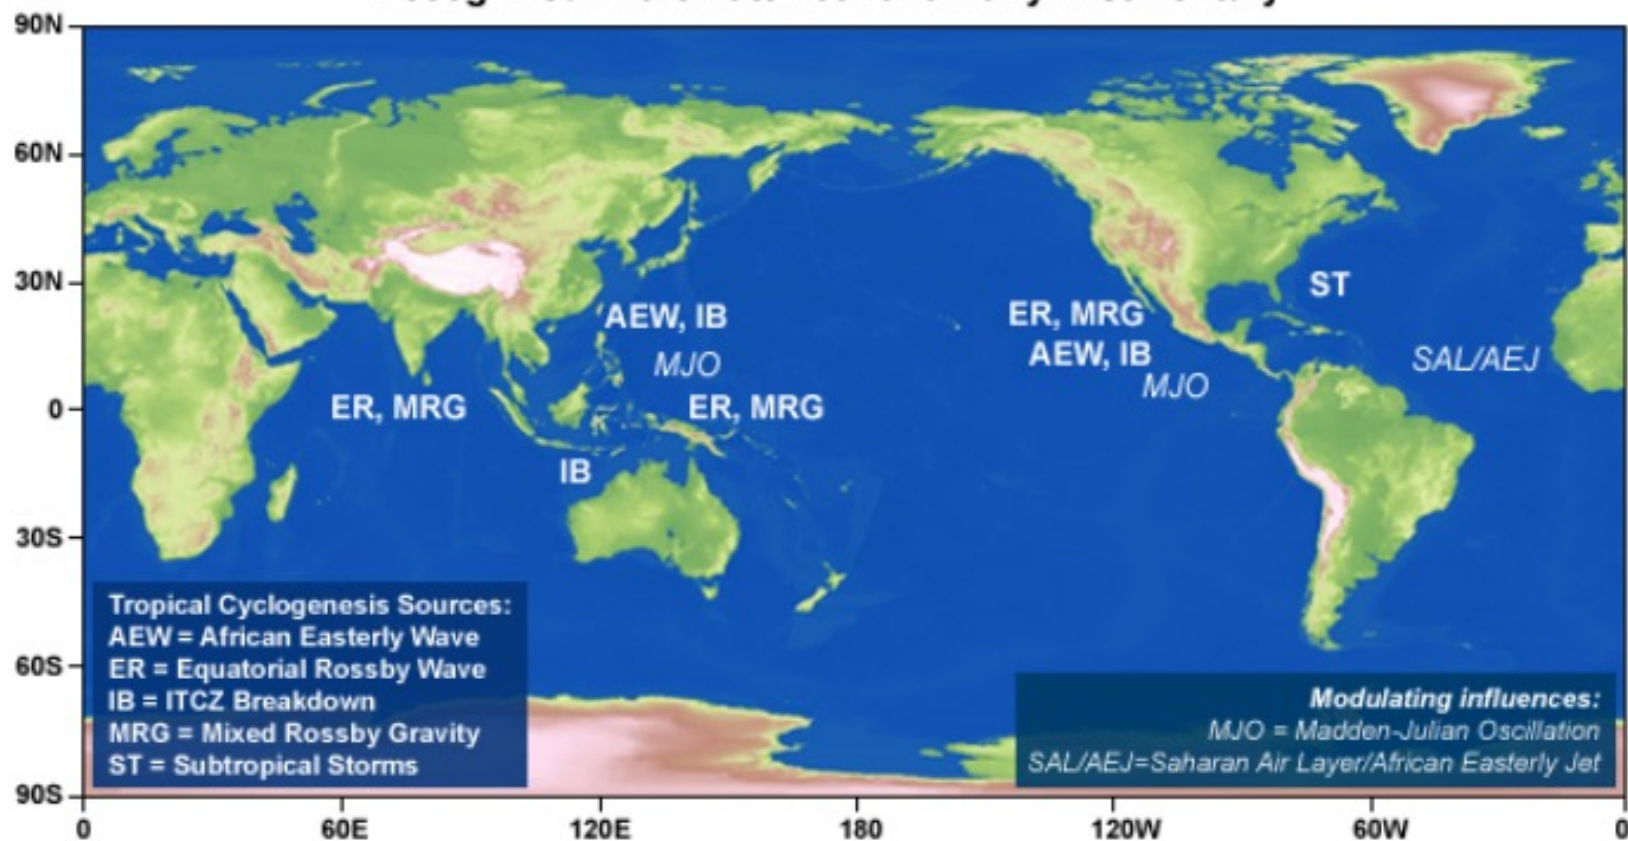 90N
60N
30N
0
30S
60S
90S
ST
AEW, IB
ER, MRG
SAL/AEJ
MJO
AEW, IB
MJO
ER, MRG
ER, MRG
IB
Tropical Cyclogenesis Sources:
AEW = African Easterly Wave
ER = Equatorial Rossby Wave
IB = ITCZ Breakdown
MRG = Mixed Rossby Gravity
ST = Subtropical Storms
Modulating influences:
MJO = Madden-Julian Oscillation
SAL/AEJ=Saharan Air Layer/African Easterly Jet
0
60E
120E
180
120W
60W
0